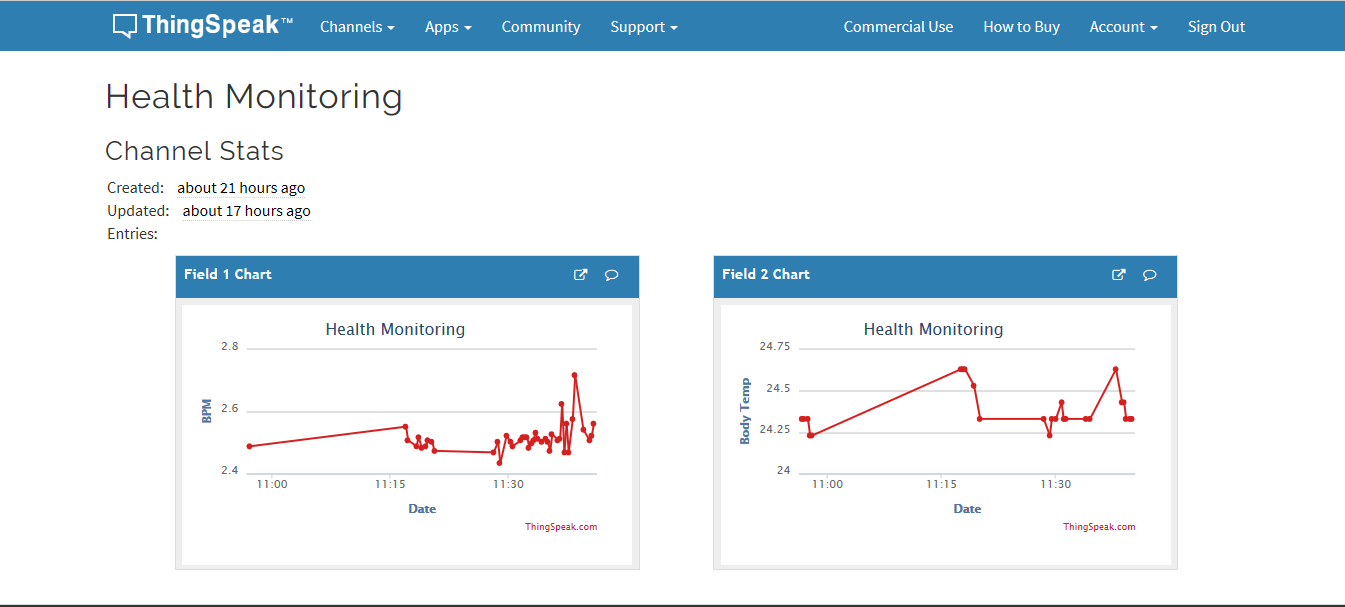 ThingSpeak™ Channels Apps Community Support Commercial Use How to Buy Account Sign Out
Health Monitoring
Channel Stats
Created: about 21 hours ago
Updated: about 17 hours ago
Entries:
Field 1 Chart
Health Monitoring
BPM
2.8
2.6
2.4
11:00 11:15 11:30
Date
ThingSpeak.com
Field 2 Chart
Health Monitoring
Body Temp
24.75
24.5
24.25
24
11:00 11:15 11:30
Date
ThingSpeak.com